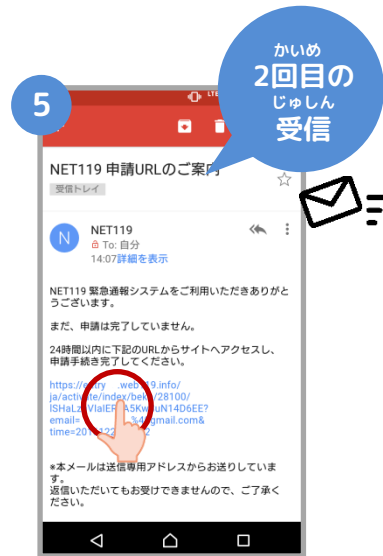 かいめ
2回目の
じゅしん
受信
5
LTE
NET119 申請URLのご案内
受信トレイ
N
NET119
To: 自分
14:07詳細を表示
NET119 緊急通報システムをご利用いただきありがと
うございます。
まだ、申請は完了していません。
24時間以内に下記のURLからサイトへアクセスし、
申請手続き完了してください。
.web119.info/
ja/activate/index/
email=
gmail.com&
*本メールは送信専用アドレスからお送りしていま
す。
返信いただいてもお受けできませんので、ご了承く
ださい。